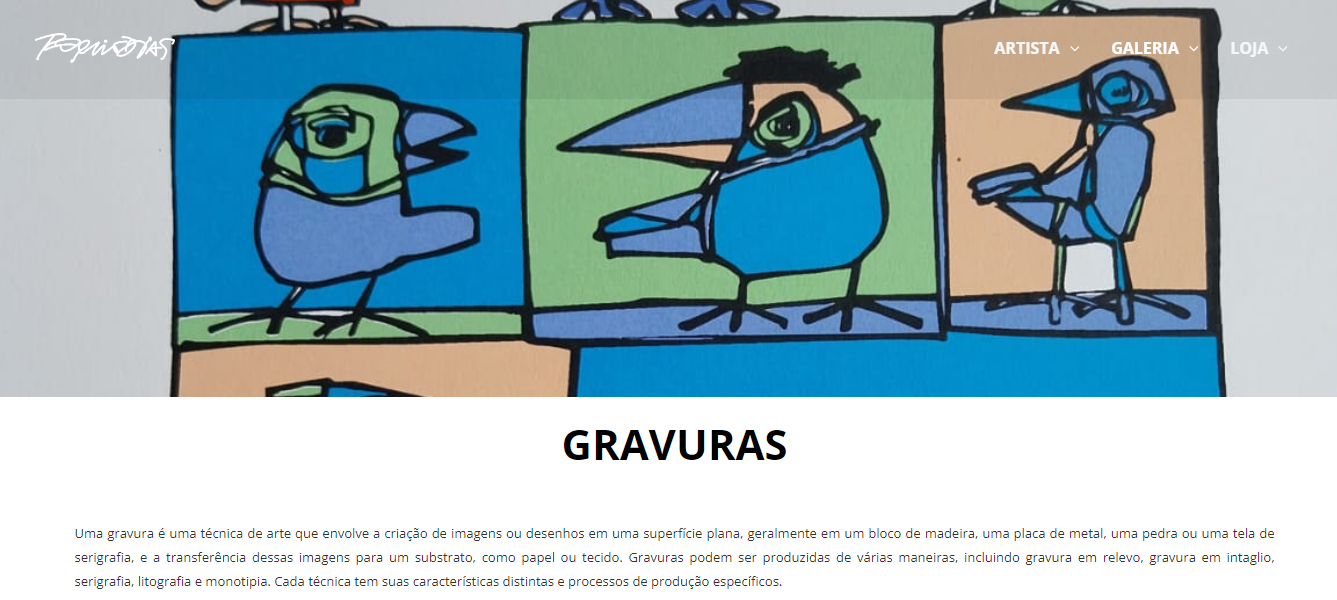 ARTISTA GALERIA LOJA
GRAVURAS
Uma gravura é uma técnica de arte que envolve a criação de imagens ou desenhos em uma superfície plana, geralmente em um bloco de madeira, uma placa de metal, uma pedra ou uma tela de
serigrafia, e a transferência dessas imagens para um substrato, como papel ou tecido. Gravuras podem ser produzidas de várias maneiras, incluindo gravura em relevo, gravura em intaglio,
serigrafia, litografia e monotipia. Cada técnica tem suas características distintas e processos de produção específicos.